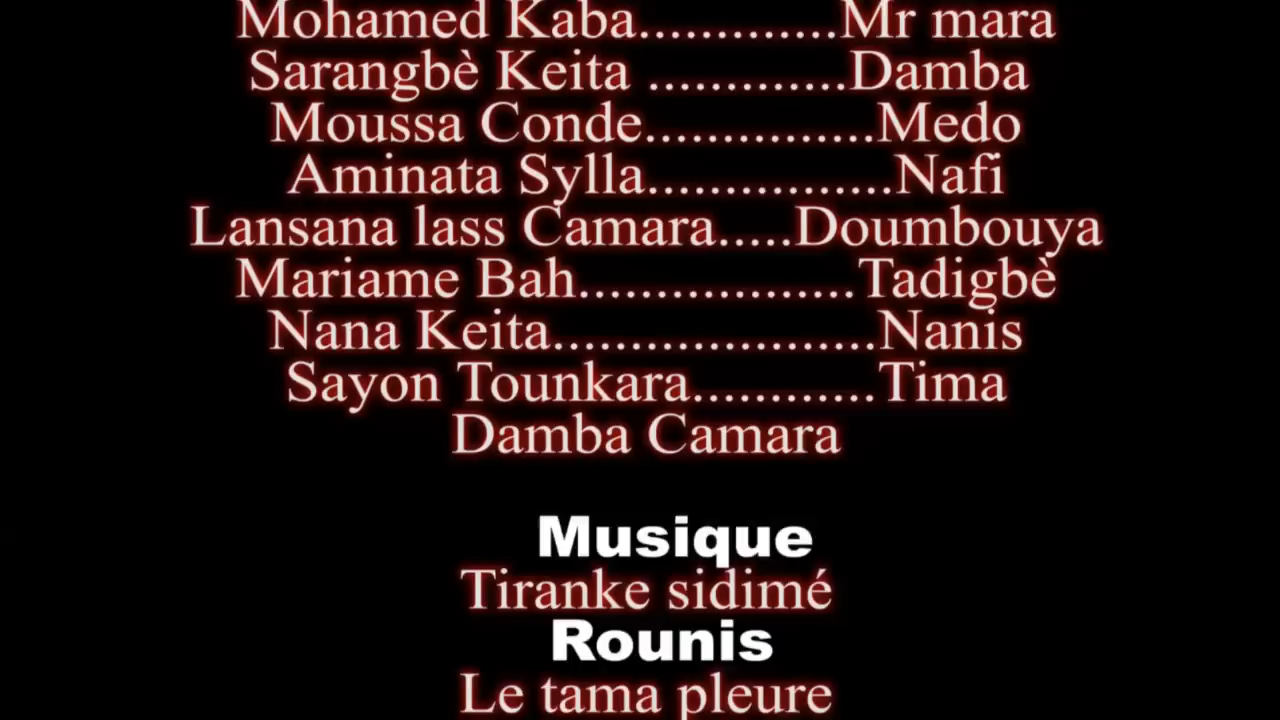 Mohamed Kaba.............Mr mara
Sarangbè Keita .............Damba
Moussa Conde...............Medo
Aminata Sylla................Nafi
Lansana lass Camara.....Doumbouya
Mariame Bah..................Tadigbè
Nana Keita.....................Nanis
Sayon Tounkara............Tima
Damba Camara
Musique
Tiranke sidimé
Rounis
Le tama pleure